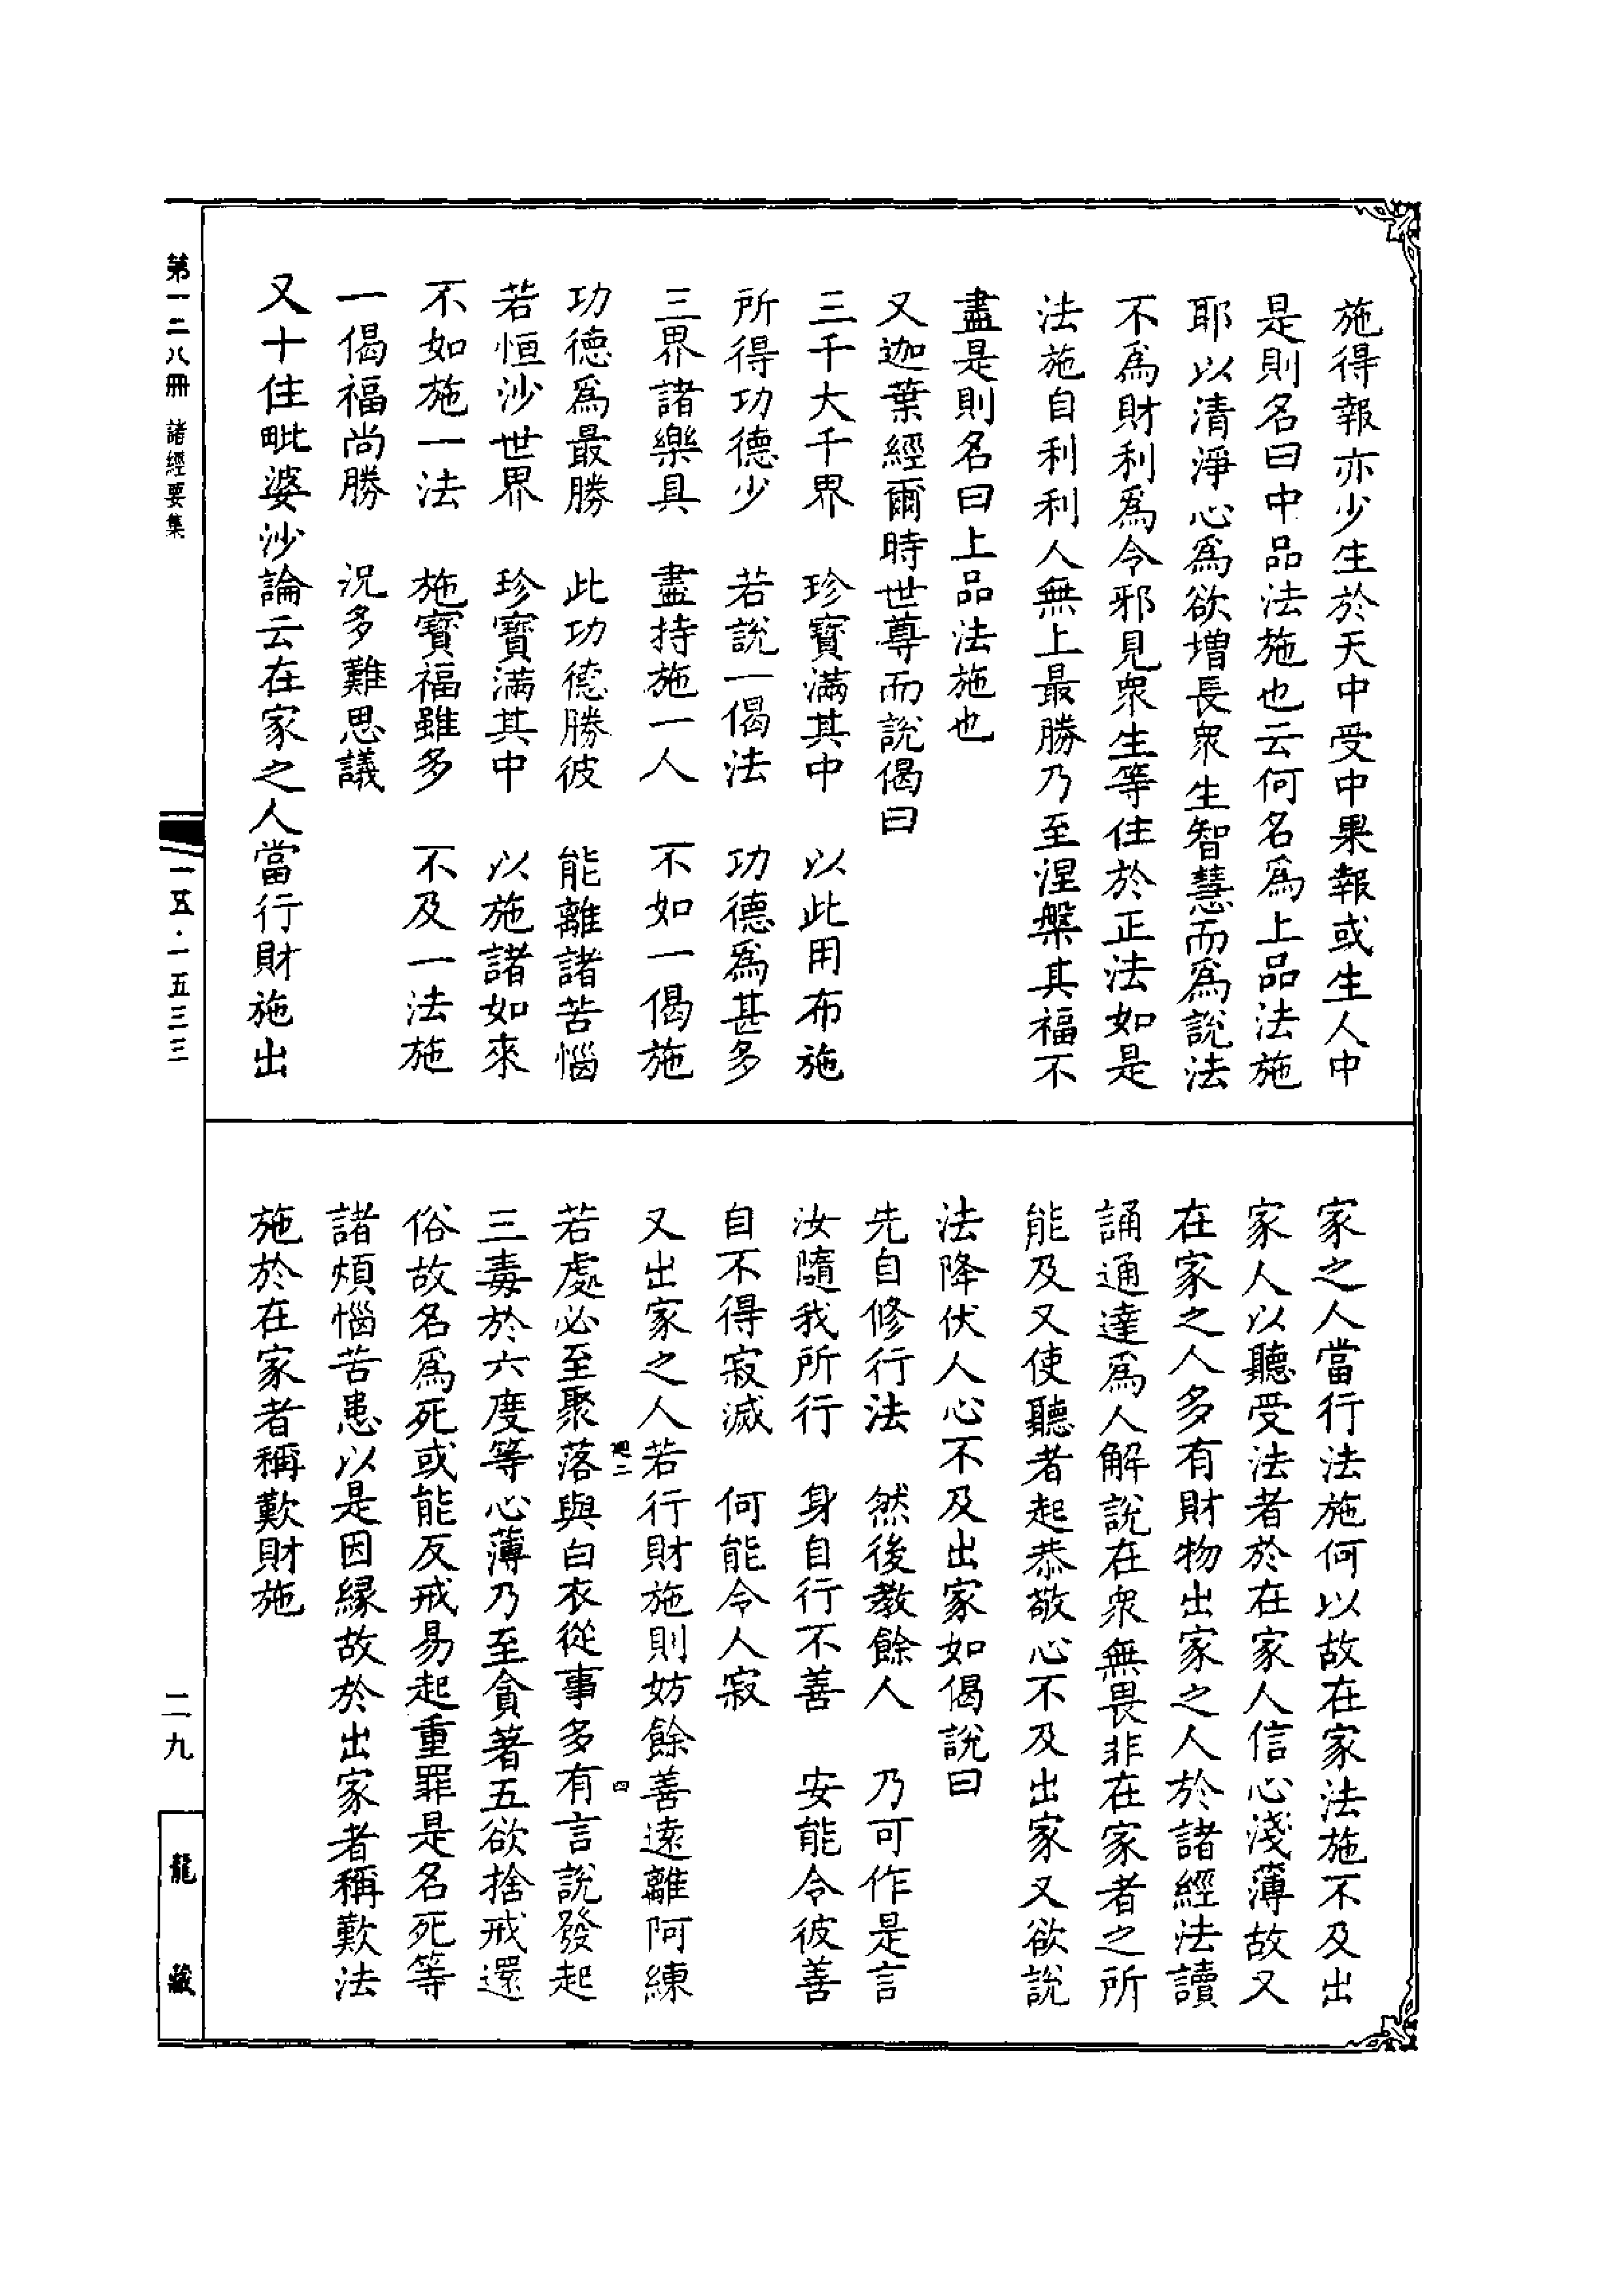 施得報亦少生於天中受中果報或生人中
是則名曰中品法施也云何名爲上品法施
耶以清淨心爲欲增長衆生智慧而爲說法
不爲財利爲令邪見衆生等住於正法如是
法施自利利人無上最勝乃至涅槃其福不
盡是則名曰上品法施也
又迦葉經爾時世尊而說偈曰
三千大千界　珍寶滿其中　以此用布施
所得功德少　若說一偈法　功德爲甚多
三界諸樂具　盡持施一人　不如一偈施
功德爲最勝　此功德勝彼　能離諸苦惱
若恒沙世界　珍寶滿其中　以施諸如來
不如施一法　施寶福雖多　不及一法施
一偈福尚勝　況多難思議
又十住毗婆沙論云在家之人當行財施出
家之人當行法施何以故在家法施不及出
家人以聽受法者於在家人信心淺薄故又
在家之人多有財物出家之人於諸經法讀
誦通達爲人解說在衆無畏非在家者之所
能及又使聽者起恭敬心不及出家又欲說
法降伏人心不及出家如偈說曰
先自修行法　然後教餘人　乃可作是言
汝隨我所行　身自行不善　安能令彼善
自不得寂滅　何能令人寂
又出家之人若行財施則妨餘善遠離阿練
二　四
若處必至聚落與白衣從事多有言說發起
三毒於六度等心薄乃至貪著五欲捨戒還
俗故名爲死或能反戒易起重罪是名死等
諸煩惱苦患以是因緣故於出家者稱歎法
施於在家者稱歎財施
第一二八冊　諸經要集
一五·一五三三
二九
龍藏